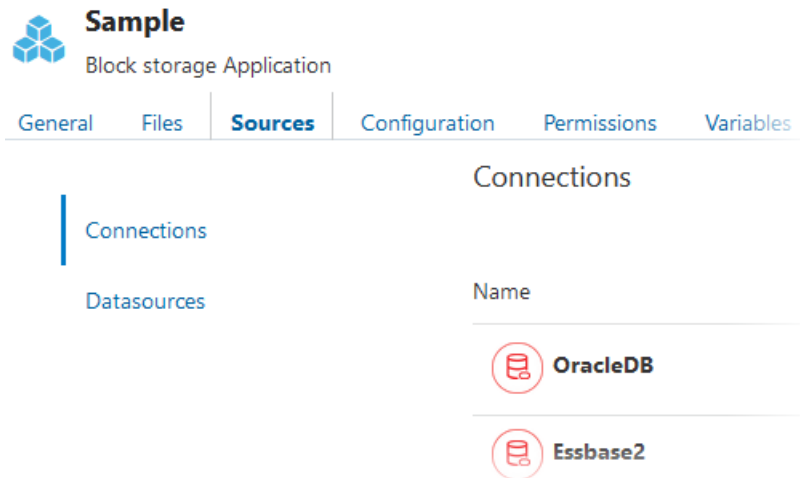 Sample
Block storage Application
General Files Sources Configuration Permissions Variables
Connections
Connections
Datasources
Name
OracleDB
Essbase2